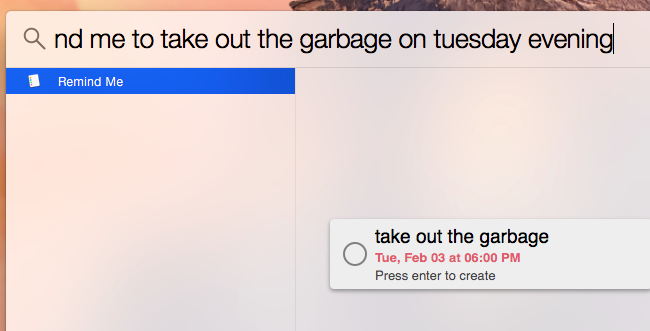 nd me to take out the garbage on tuesday evening
Remind Me
take out the garbage
Tue, Feb 03 at 06:00 PM
Press enter to create